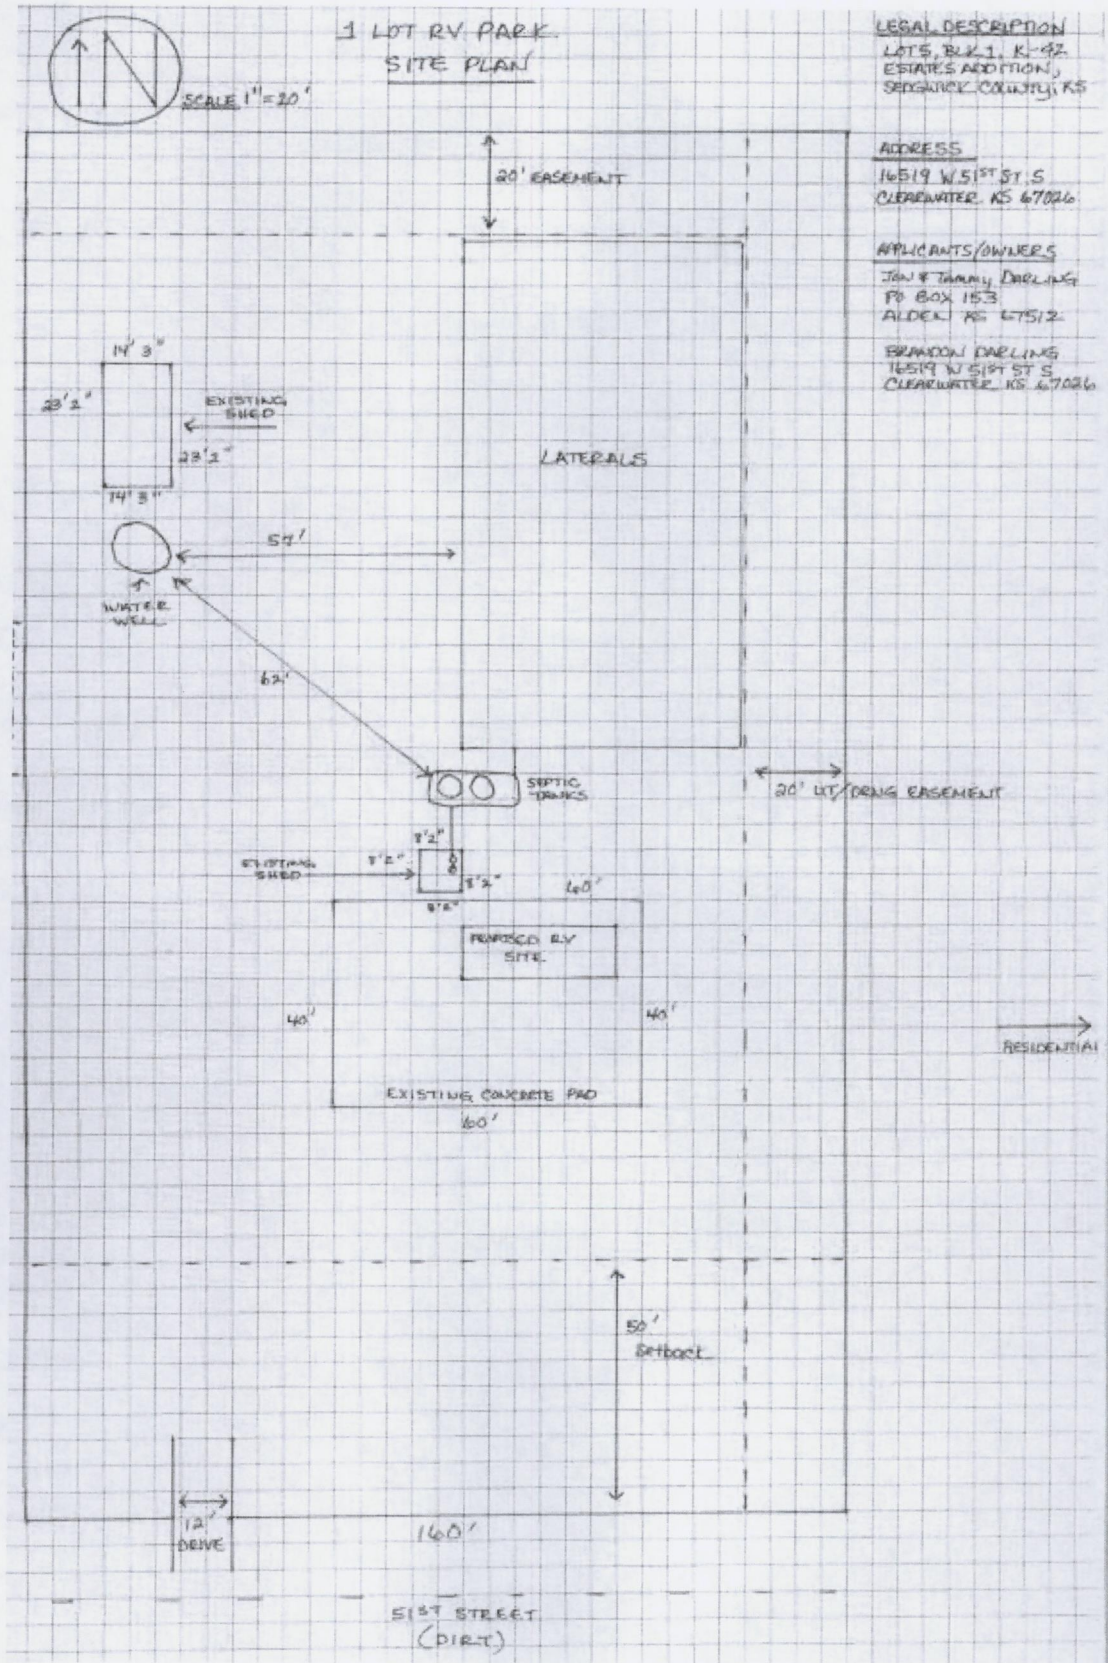 1 LOT RV PARK
SITE PLAN
N
SCALE 1"=20'
LEGAL DESCRIPTION
LOT 5, BLK 1, K-42
ESTATES ADDITION,
SEDGWICK COUNTY, KS
ADDRESS
16519 W 51ST ST. S
CLEARWATER KS 67026
APPLICANTS/OWNERS
JON & TAMMY DARLING
PO BOX 153
ALDEN KS 67512
BRANDON DARLING
16519 W 51ST ST S
CLEARWATER KS 67026
20' EASEMENT
14' 3"
23'2"
EXISTING
SHED
23'2"
14' 3"
LATERALS
57'
WATER
WELL
62'
SEPTIC
TANKS
20' UT/DRNG EASEMENT
8'2"
EXISTING
SHED
8'2"
8'2"
8'2"
60'
PROPOSED RV
SITE
40'
40'
RESIDENTIAL
EXISTING CONCRETE PAD
60'
50'
Setback
12'
DRIVE
160'
51ST STREET
(DIRT)